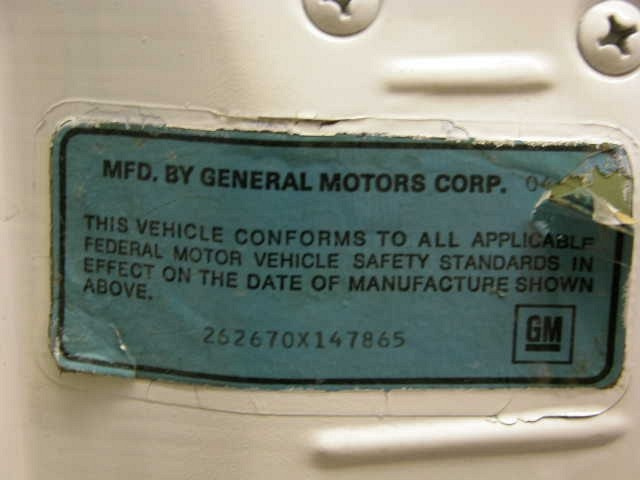 MFD. BY GENERAL MOTORS CORP.
THIS VEHICLE CONFORMS TO ALL APPLICABLE
FEDERAL MOTOR VEHICLE SAFETY STANDARDS IN
EFFECT ON THE DATE OF MANUFACTURE SHOWN
ABOVE.
262670X147865
GM